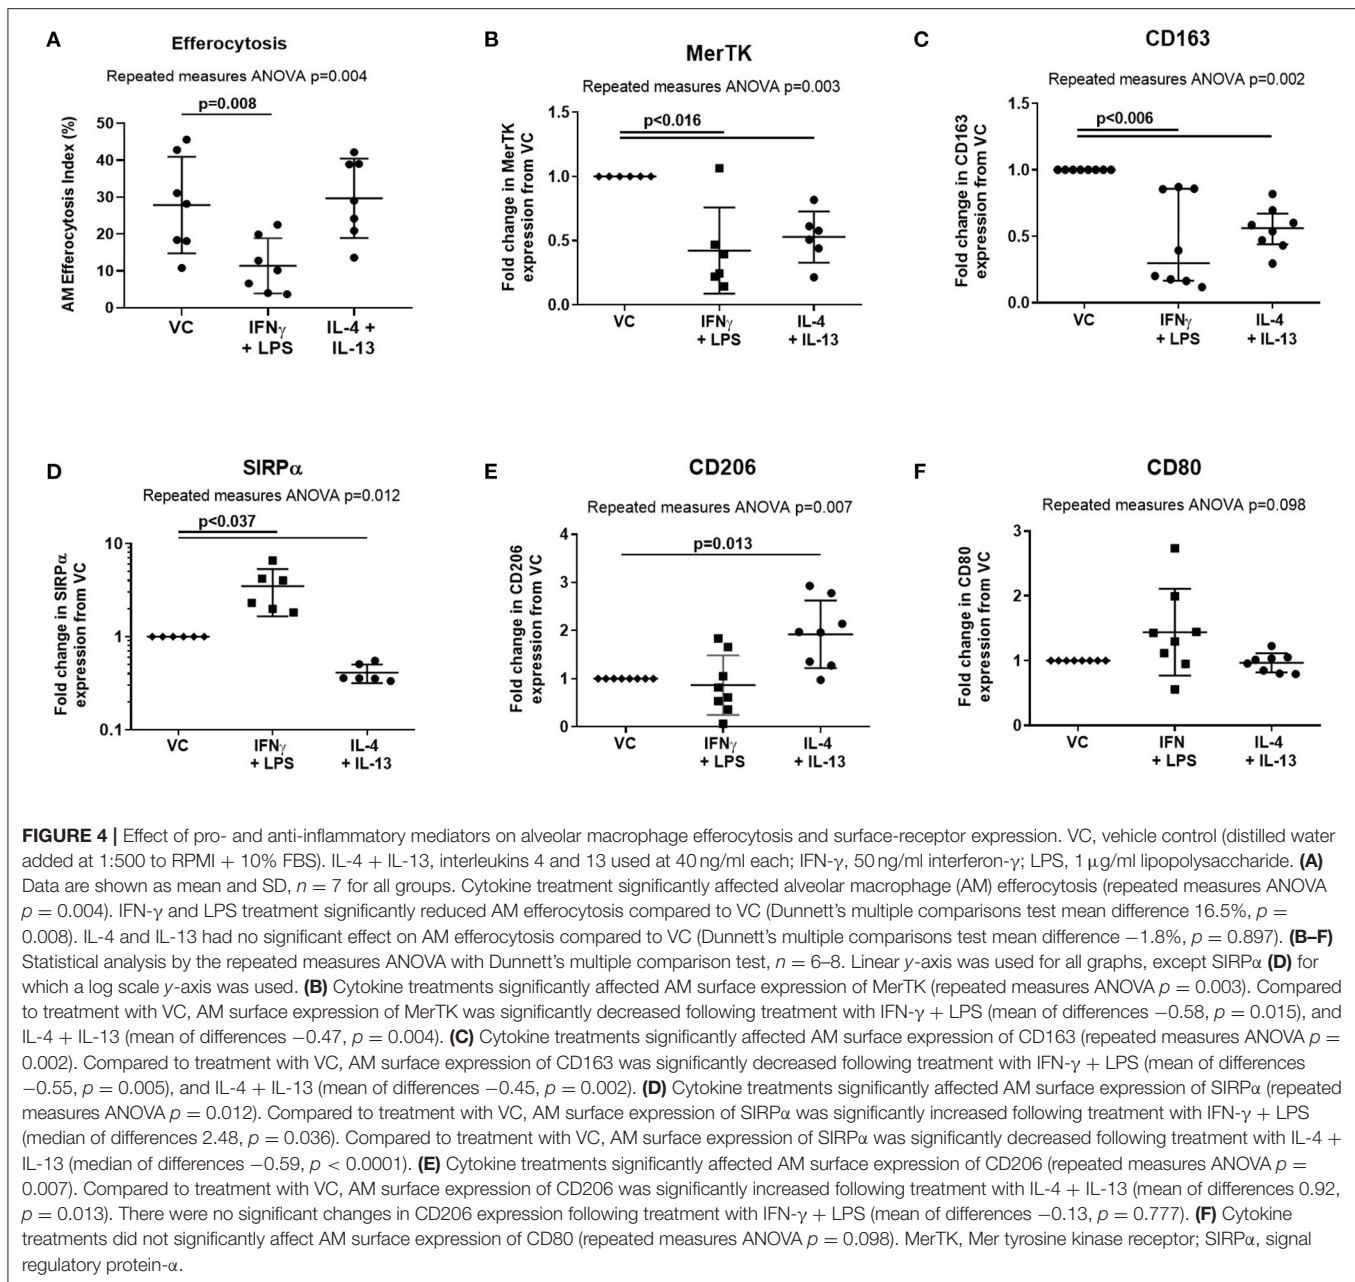 A
Efferocytosis
Repeated measures ANOVA p=0.004
p=0.008
AM Efferocytosis Index (%)
50
40
30
20
10
0
VC
IFNγ
+ LPS
IL-4 +
IL-13
B
MerTK
Repeated measures ANOVA p=0.003
p<0.016
Fold change in MerTK
expression from VC
1.5
1.0
0.5
0.0
VC
IFNγ
+ LPS
IL-4
+ IL-13
C
CD163
Repeated measures ANOVA p=0.002
p<0.006
Fold change in CD163
expression from VC
1.5
1.0
0.5
0.0
VC
IFNγ
+ LPS
IL-4
+ IL-13
D
SIRPα
Repeated measures ANOVA p=0.012
p<0.037
Fold change in SIRPα
expression from VC
10
1
0.1
VC
IFNγ
+ LPS
IL-4
+ IL-13
E
CD206
Repeated measures ANOVA p=0.007
p=0.013
Fold change in CD206
expression from VC
4
3
2
1
0
VC
IFNγ
+ LPS
IL-4
+ IL-13
F
CD80
Repeated measures ANOVA p=0.098
Fold change in CD80
expression from VC
3
2
1
0
VC
IFN
+ LPS
IL-4
+ IL-13
FIGURE 4 | Effect of pro- and anti-inflammatory mediators on alveolar macrophage efferocytosis and surface-receptor expression. VC, vehicle control (distilled water
added at 1:500 to RPMI + 10% FBS). IL-4 + IL-13, interleukins 4 and 13 used at 40 ng/ml each; IFN-γ, 50 ng/ml interferon-γ; LPS, 1 μg/ml lipopolysaccharide. (A)
Data are shown as mean and SD, n = 7 for all groups. Cytokine treatment significantly affected alveolar macrophage (AM) efferocytosis (repeated measures ANOVA
p = 0.004). IFN-γ and LPS treatment significantly reduced AM efferocytosis compared to VC (Dunnett's multiple comparisons test mean difference 16.5%, p =
0.008). IL-4 and IL-13 had no significant effect on AM efferocytosis compared to VC (Dunnett's multiple comparisons test mean difference −1.8%, p = 0.897). (B–F)
Statistical analysis by the repeated measures ANOVA with Dunnett's multiple comparison test, n = 6–8. Linear y-axis was used for all graphs, except SIRPα (D) for
which a log scale y-axis was used. (B) Cytokine treatments significantly affected AM surface expression of MerTK (repeated measures ANOVA p = 0.003). Compared
to treatment with VC, AM surface expression of MerTK was significantly decreased following treatment with IFN-γ + LPS (mean of differences −0.58, p = 0.015), and
IL-4 + IL-13 (mean of differences −0.47, p = 0.004). (C) Cytokine treatments significantly affected AM surface expression of CD163 (repeated measures ANOVA p =
0.002). Compared to treatment with VC, AM surface expression of CD163 was significantly decreased following treatment with IFN-γ + LPS (mean of differences
−0.55, p = 0.005), and IL-4 + IL-13 (mean of differences −0.45, p = 0.002). (D) Cytokine treatments significantly affected AM surface expression of SIRPα (repeated
measures ANOVA p = 0.012). Compared to treatment with VC, AM surface expression of SIRPα was significantly increased following treatment with IFN-γ + LPS
(median of differences 2.48, p = 0.036). Compared to treatment with VC, AM surface expression of SIRPα was significantly decreased following treatment with IL-4 +
IL-13 (median of differences −0.59, p < 0.0001). (E) Cytokine treatments significantly affected AM surface expression of CD206 (repeated measures ANOVA p =
0.007). Compared to treatment with VC, AM surface expression of CD206 was significantly increased following treatment with IL-4 + IL-13 (mean of differences 0.92,
p = 0.013). There were no significant changes in CD206 expression following treatment with IFN-γ + LPS (mean of differences −0.13, p = 0.777). (F) Cytokine
treatments did not significantly affect AM surface expression of CD80 (repeated measures ANOVA p = 0.098). MerTK, Mer tyrosine kinase receptor; SIRPα, signal
regulatory protein-α.